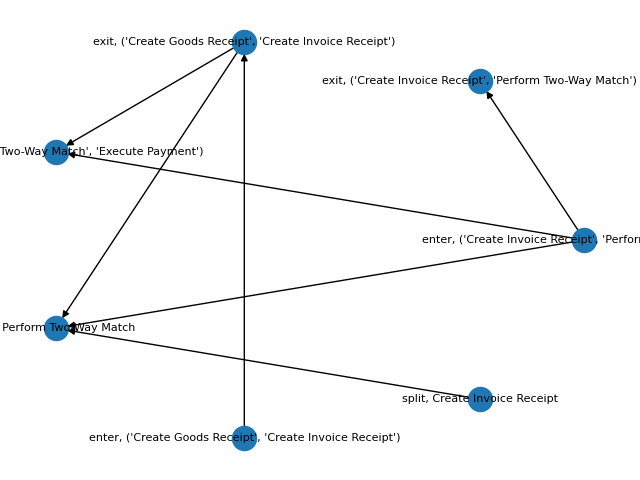 exit, ('Create Goods Receipt', 'Create Invoice Receipt')
exit, ('Create Invoice Receipt', 'Perform Two-Way Match')
Two-Way Match', 'Execute Payment')
enter, ('Create Invoice Receipt', 'Perfor
Perform Two-Way Match
split, Create Invoice Receipt
enter, ('Create Goods Receipt', 'Create Invoice Receipt')